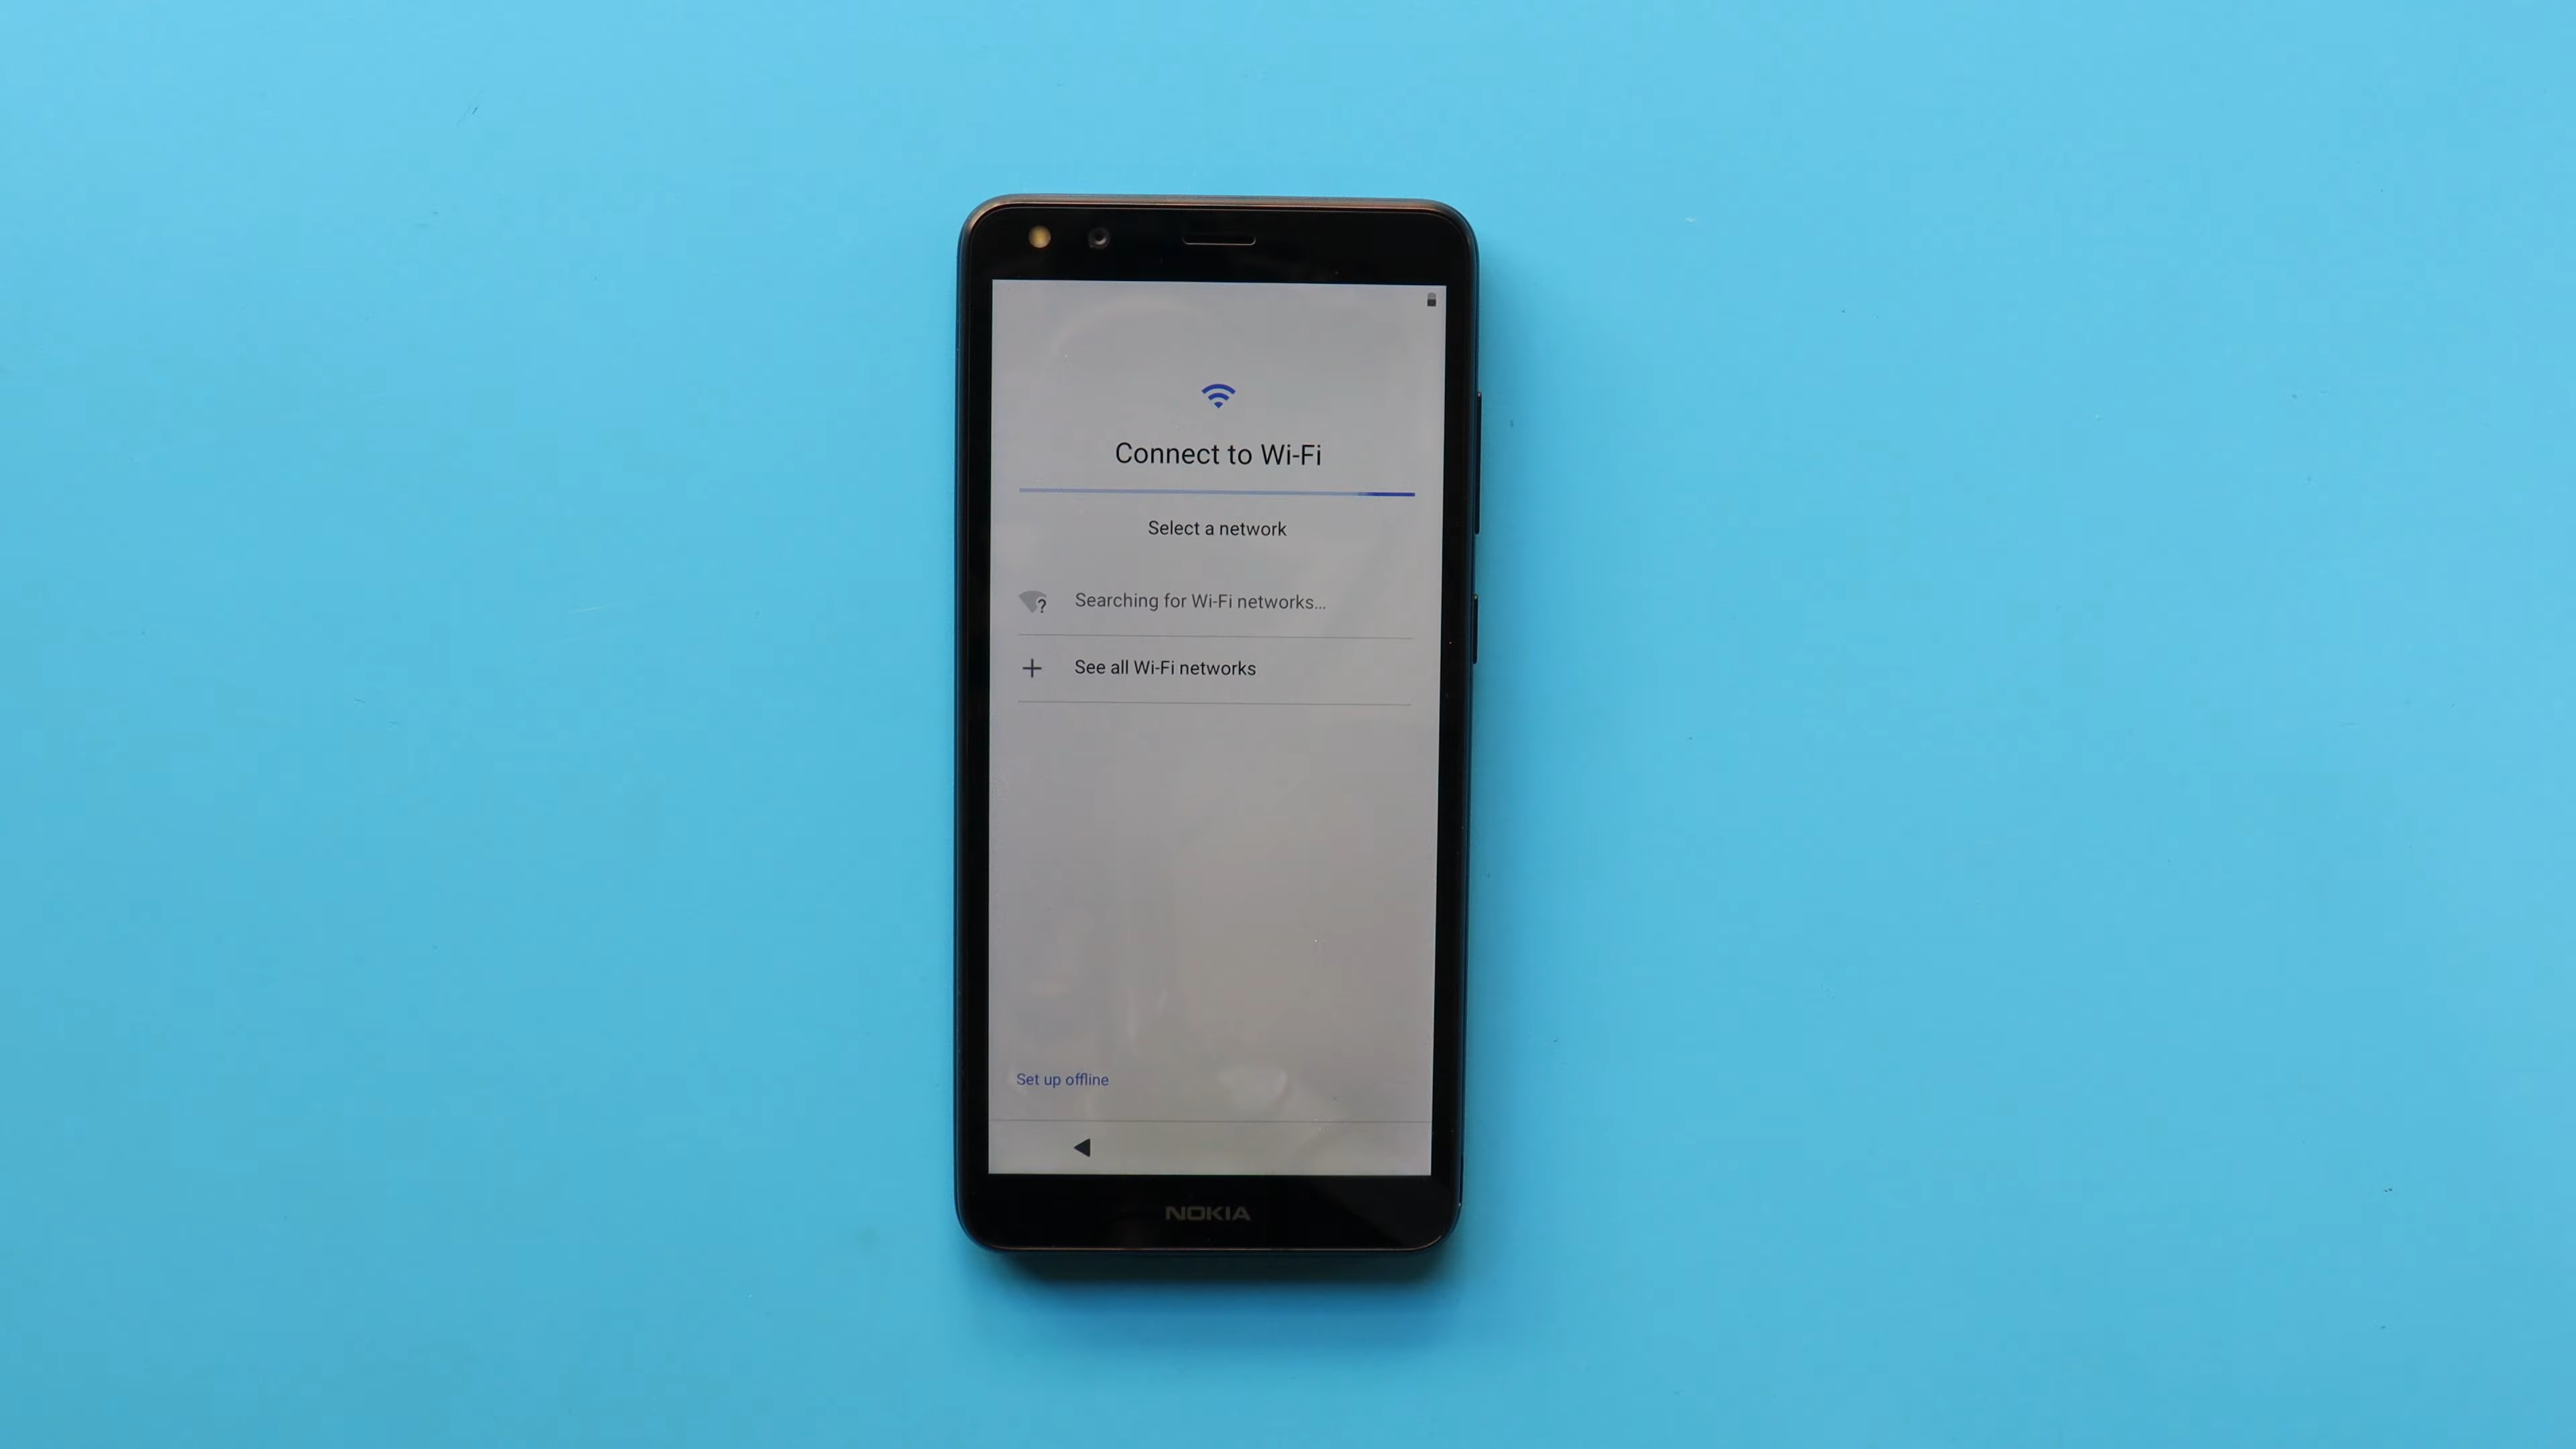 Connect to Wi-Fi
Select a network
Searching for Wi-Fi networks...
See all Wi-Fi networks
Set up offline
NOKIA